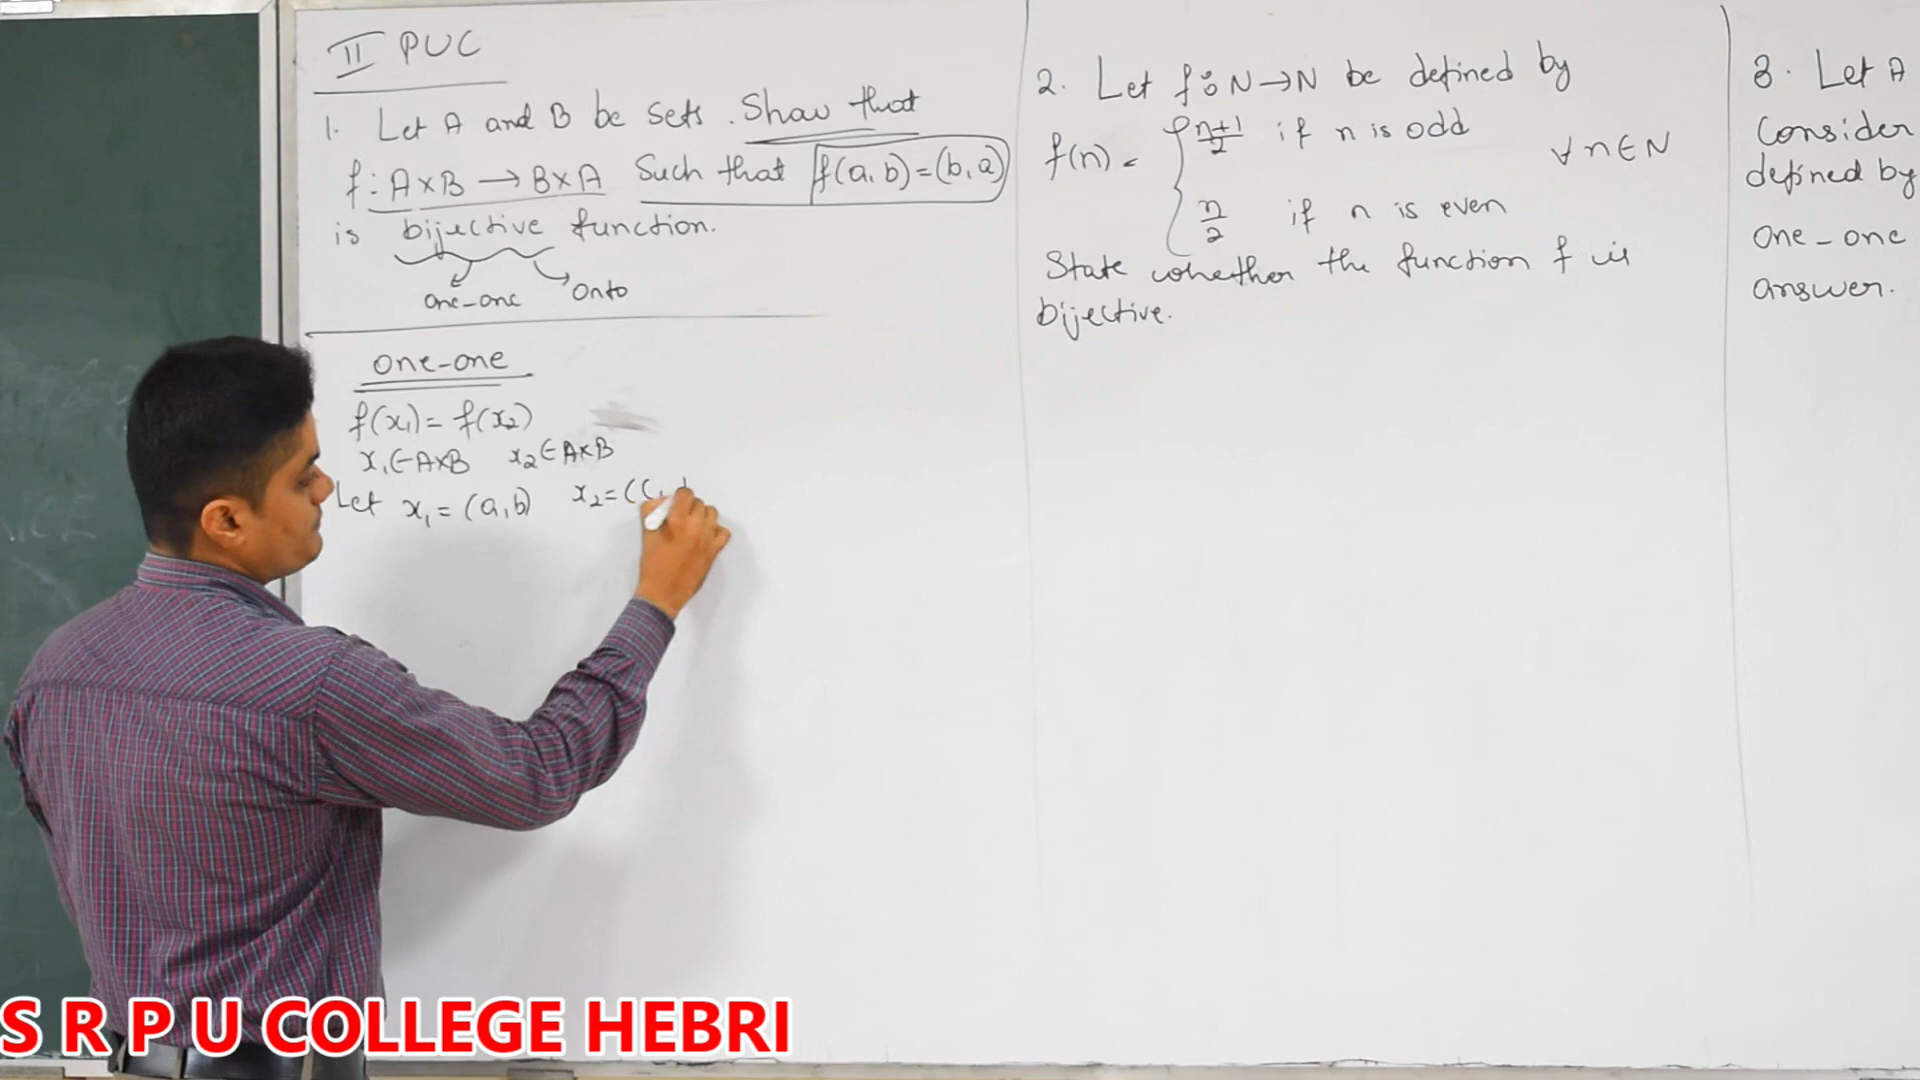 II PUC
1. Let A and B be sets. Show that
f: A×B → B×A Such that f(a,b)=(b,a)
is bijective function.
one-one Onto
one-one
f(x₁)= f(x₂)
x₁∈A×B x₂∈A×B
Let x₁ = (a,b) x₂=(c,
2. Let f: N→N be defined by
f(n) = { n+1/2 if n is odd ∀ n∈N
n/2 if n is even
State whether the function f is
bijective.
3. Let A
Consider
defined by
one-one
answer.
S R P U COLLEGE HEBRI